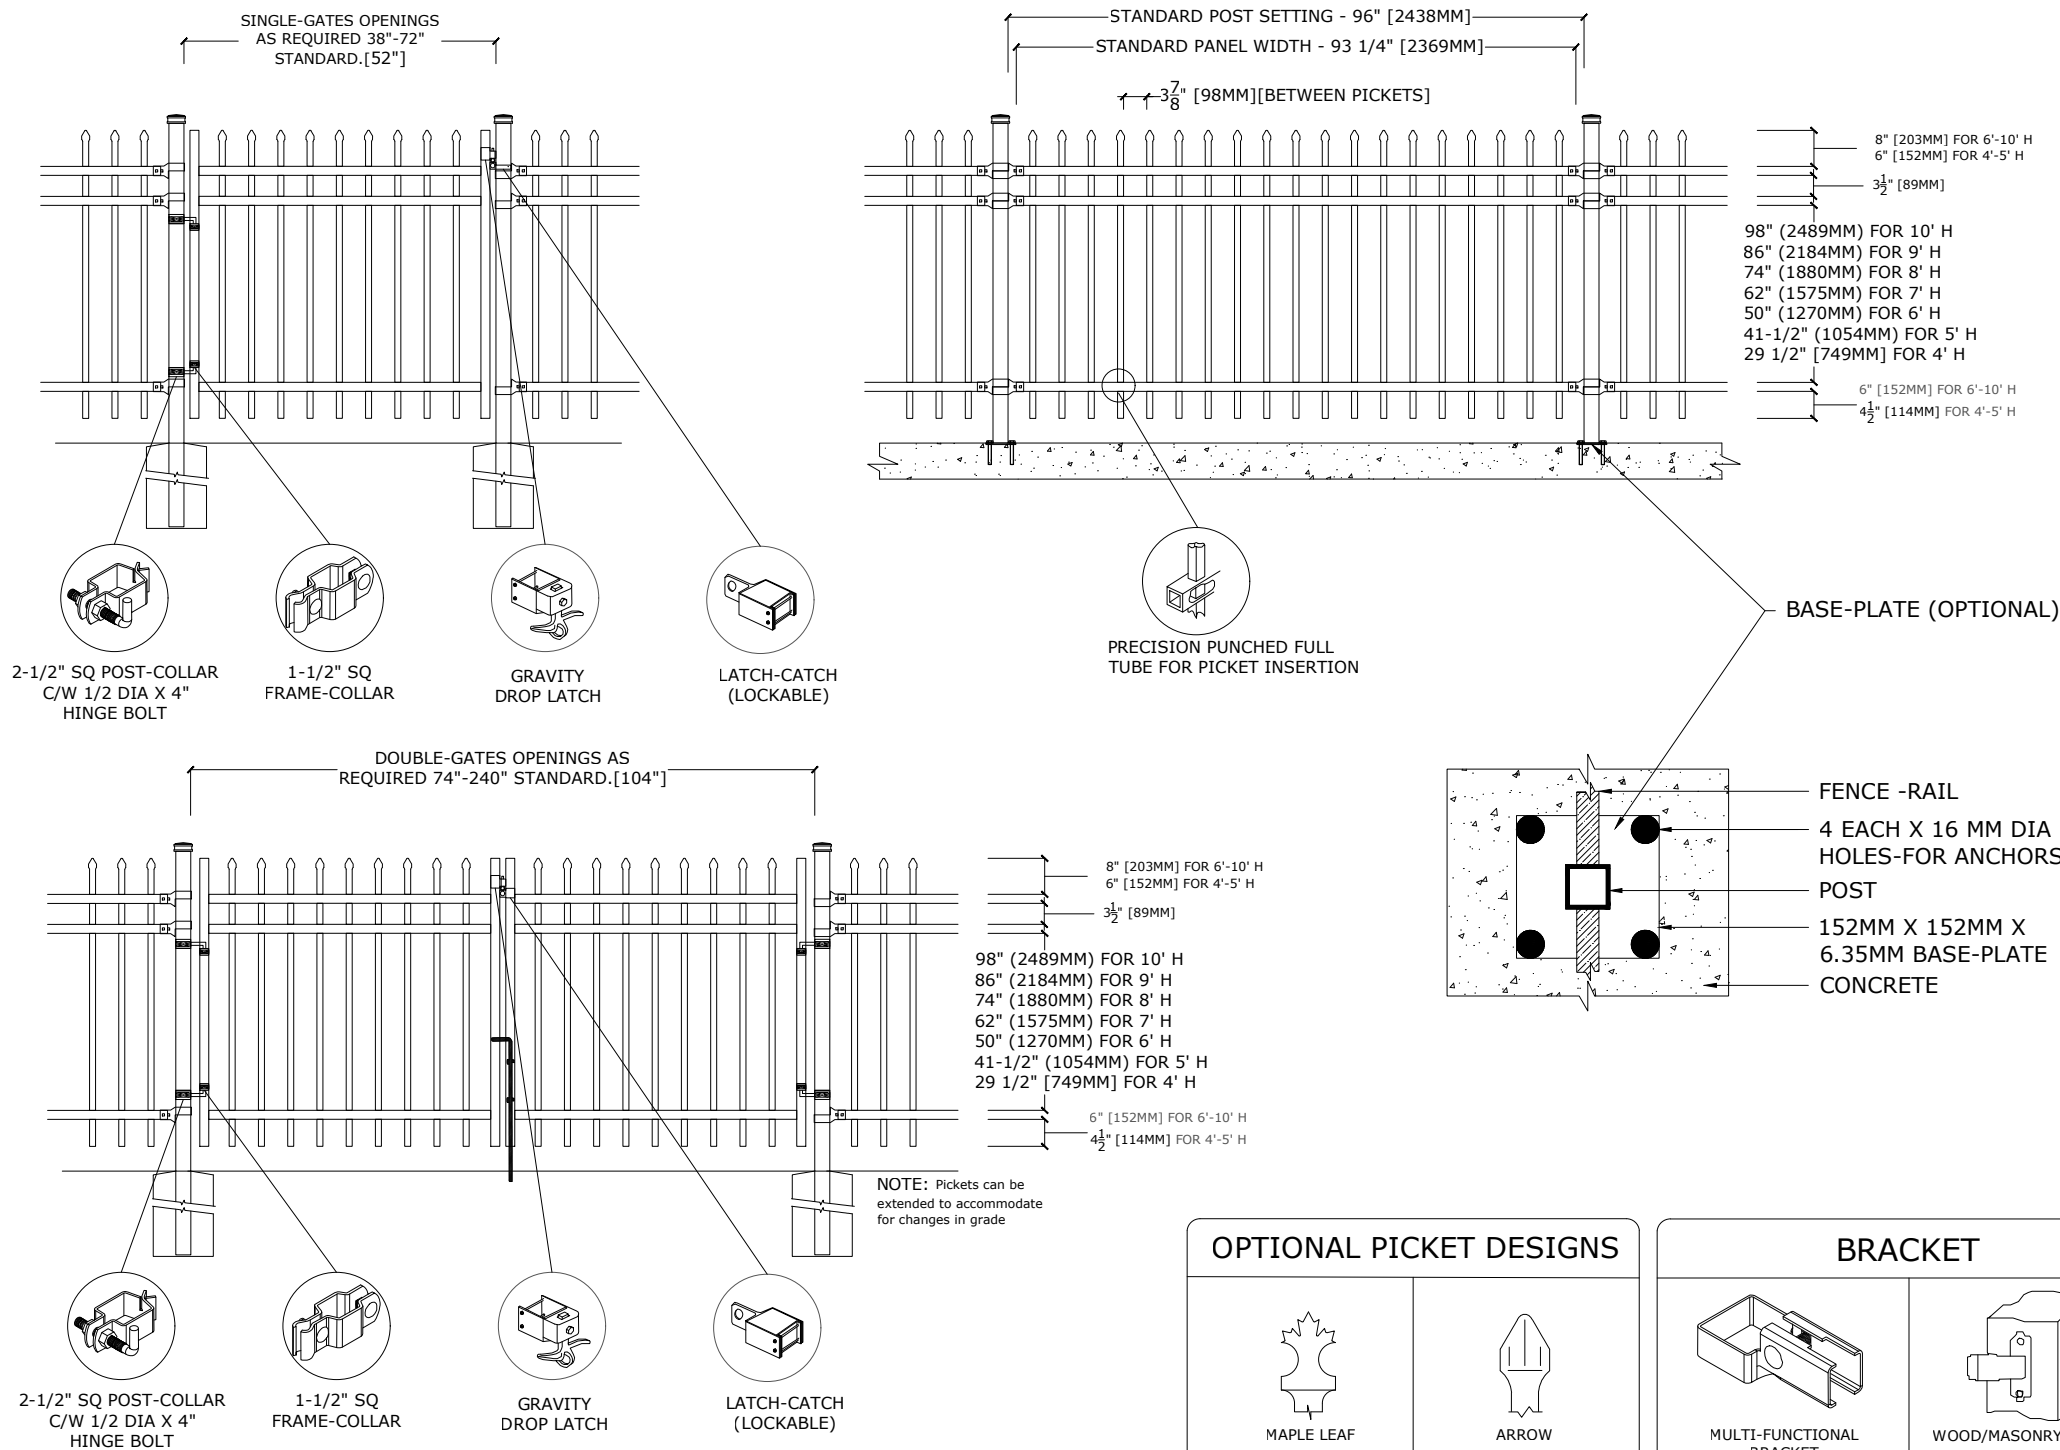 SINGLE-GATES OPENINGS
AS REQUIRED 38"-72"
STANDARD.[52"]
2-1/2" SQ POST-COLLAR
C/W 1/2 DIA X 4"
HINGE BOLT
1-1/2" SQ
FRAME-COLLAR
GRAVITY
DROP LATCH
LATCH-CATCH
(LOCKABLE)
STANDARD POST SETTING - 96" [2438MM]
STANDARD PANEL WIDTH - 93 1/4" [2369MM]
3 7/8" [98MM][BETWEEN PICKETS]
8" [203MM] FOR 6'-10' H
6" [152MM] FOR 4'-5' H
3 1/2" [89MM]
98" (2489MM) FOR 10' H
86" (2184MM) FOR 9' H
74" (1880MM) FOR 8' H
62" (1575MM) FOR 7' H
50" (1270MM) FOR 6' H
41-1/2" (1054MM) FOR 5' H
29 1/2" [749MM] FOR 4' H
6" [152MM] FOR 6'-10' H
4 1/2" [114MM] FOR 4'-5' H
PRECISION PUNCHED FULL
TUBE FOR PICKET INSERTION
BASE-PLATE (OPTIONAL)
FENCE -RAIL
4 EACH X 16 MM DIA
HOLES-FOR ANCHORS
POST
152MM X 152MM X
6.35MM BASE-PLATE
CONCRETE
DOUBLE-GATES OPENINGS AS
REQUIRED 74"-240" STANDARD.[104"]
8" [203MM] FOR 6'-10' H
6" [152MM] FOR 4'-5' H
3 1/2" [89MM]
98" (2489MM) FOR 10' H
86" (2184MM) FOR 9' H
74" (1880MM) FOR 8' H
62" (1575MM) FOR 7' H
50" (1270MM) FOR 6' H
41-1/2" (1054MM) FOR 5' H
29 1/2" [749MM] FOR 4' H
6" [152MM] FOR 6'-10' H
4 1/2" [114MM] FOR 4'-5' H
NOTE: Pickets can be
extended to accommodate
for changes in grade
2-1/2" SQ POST-COLLAR
C/W 1/2 DIA X 4"
HINGE BOLT
1-1/2" SQ
FRAME-COLLAR
GRAVITY
DROP LATCH
LATCH-CATCH
(LOCKABLE)
OPTIONAL PICKET DESIGNS
MAPLE LEAF
ARROW
BRACKET
MULTI-FUNCTIONAL
BRACKET
WOOD/MASONRY